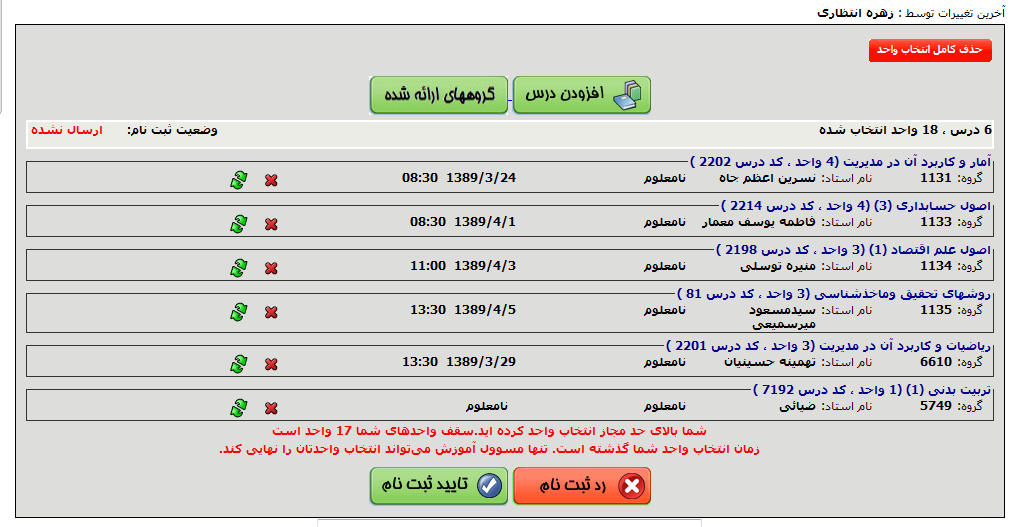 آخرین تغییرات توسط : زهره انتظاری
حذف کامل انتخاب واحد
افزودن درس گروههای ارائه شده
6 درس ، 18 واحد انتخاب شده وضعیت ثبت نام: ارسال نشده
آمار و کاربرد آن در مدیریت (4 واحد ، کد درس 2202 )
گروه: 1131 نام استاد: نسرین اعظم جاه نامعلوم 1389/3/24 08:30
اصول حسابداری (3) (4 واحد ، کد درس 2214 )
گروه: 1133 نام استاد: فاطمه یوسف معمار نامعلوم 1389/4/1 08:30
اصول علم اقتصاد (1) (3 واحد ، کد درس 2198 )
گروه: 1134 نام استاد: منیره توسلی نامعلوم 1389/4/3 11:00
روشهای تحقیق وماخذشناسی (3 واحد ، کد درس 81 )
گروه: 1135 نام استاد: سیدمسعود نامعلوم 1389/4/5 13:30
میرسمیعی
ریاضیات و کاربرد آن در مدیریت (3 واحد ، کد درس 2201 )
گروه: 6610 نام استاد: تهمینه حسینیان نامعلوم 1389/3/29 13:30
تربیت بدنی (1) (1 واحد ، کد درس 7192 )
گروه: 5749 نام استاد: ضیائی نامعلوم نامعلوم
شما بالای حد مجاز انتخاب واحد کرده اید.سقف واحدهای شما 17 واحد است
زمان انتخاب واحد شما گذشته است. تنها مسوول آموزش می‌تواند انتخاب واحدتان را نهایی کند.
رد ثبت نام تایید ثبت نام